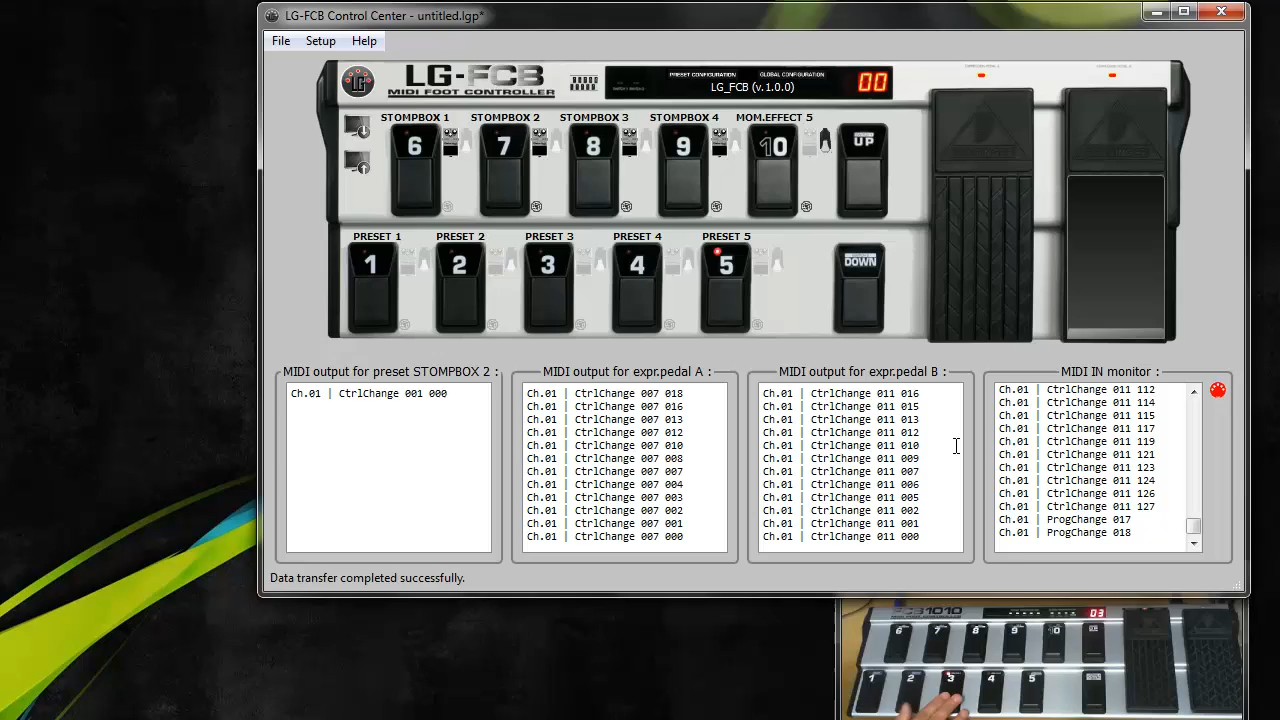 LG-FCB Control Center - untitled.lgp*
File Setup Help
LG-FCB
MIDI FOOT CONTROLLER
PRESET CONFIGURATION GLOBAL CONFIGURATION
LG_FCB (v.1.0.0)
00
STOMPBOX 1 STOMPBOX 2 STOMPBOX 3 STOMPBOX 4 MOM.EFFECT 5
6 7 8 9 10 UP
PRESET 1 PRESET 2 PRESET 3 PRESET 4 PRESET 5
1 2 3 4 5 DOWN
MIDI output for preset STOMPBOX 2 :
Ch.01 | CtrlChange 001 000
MIDI output for expr.pedal A :
Ch.01 | CtrlChange 007 018
Ch.01 | CtrlChange 007 016
Ch.01 | CtrlChange 007 013
Ch.01 | CtrlChange 007 012
Ch.01 | CtrlChange 007 010
Ch.01 | CtrlChange 007 008
Ch.01 | CtrlChange 007 007
Ch.01 | CtrlChange 007 004
Ch.01 | CtrlChange 007 003
Ch.01 | CtrlChange 007 002
Ch.01 | CtrlChange 007 001
Ch.01 | CtrlChange 007 000
MIDI output for expr.pedal B :
Ch.01 | CtrlChange 011 016
Ch.01 | CtrlChange 011 015
Ch.01 | CtrlChange 011 013
Ch.01 | CtrlChange 011 012
Ch.01 | CtrlChange 011 010
Ch.01 | CtrlChange 011 009
Ch.01 | CtrlChange 011 007
Ch.01 | CtrlChange 011 006
Ch.01 | CtrlChange 011 005
Ch.01 | CtrlChange 011 002
Ch.01 | CtrlChange 011 001
Ch.01 | CtrlChange 011 000
MIDI IN monitor :
Ch.01 | CtrlChange 011 112
Ch.01 | CtrlChange 011 114
Ch.01 | CtrlChange 011 115
Ch.01 | CtrlChange 011 117
Ch.01 | CtrlChange 011 119
Ch.01 | CtrlChange 011 121
Ch.01 | CtrlChange 011 123
Ch.01 | CtrlChange 011 124
Ch.01 | CtrlChange 011 126
Ch.01 | CtrlChange 011 127
Ch.01 | ProgChange 017
Ch.01 | ProgChange 018
Data transfer completed successfully.
FCB1010
03
6 7 8 9 10
1 2 3 4 5